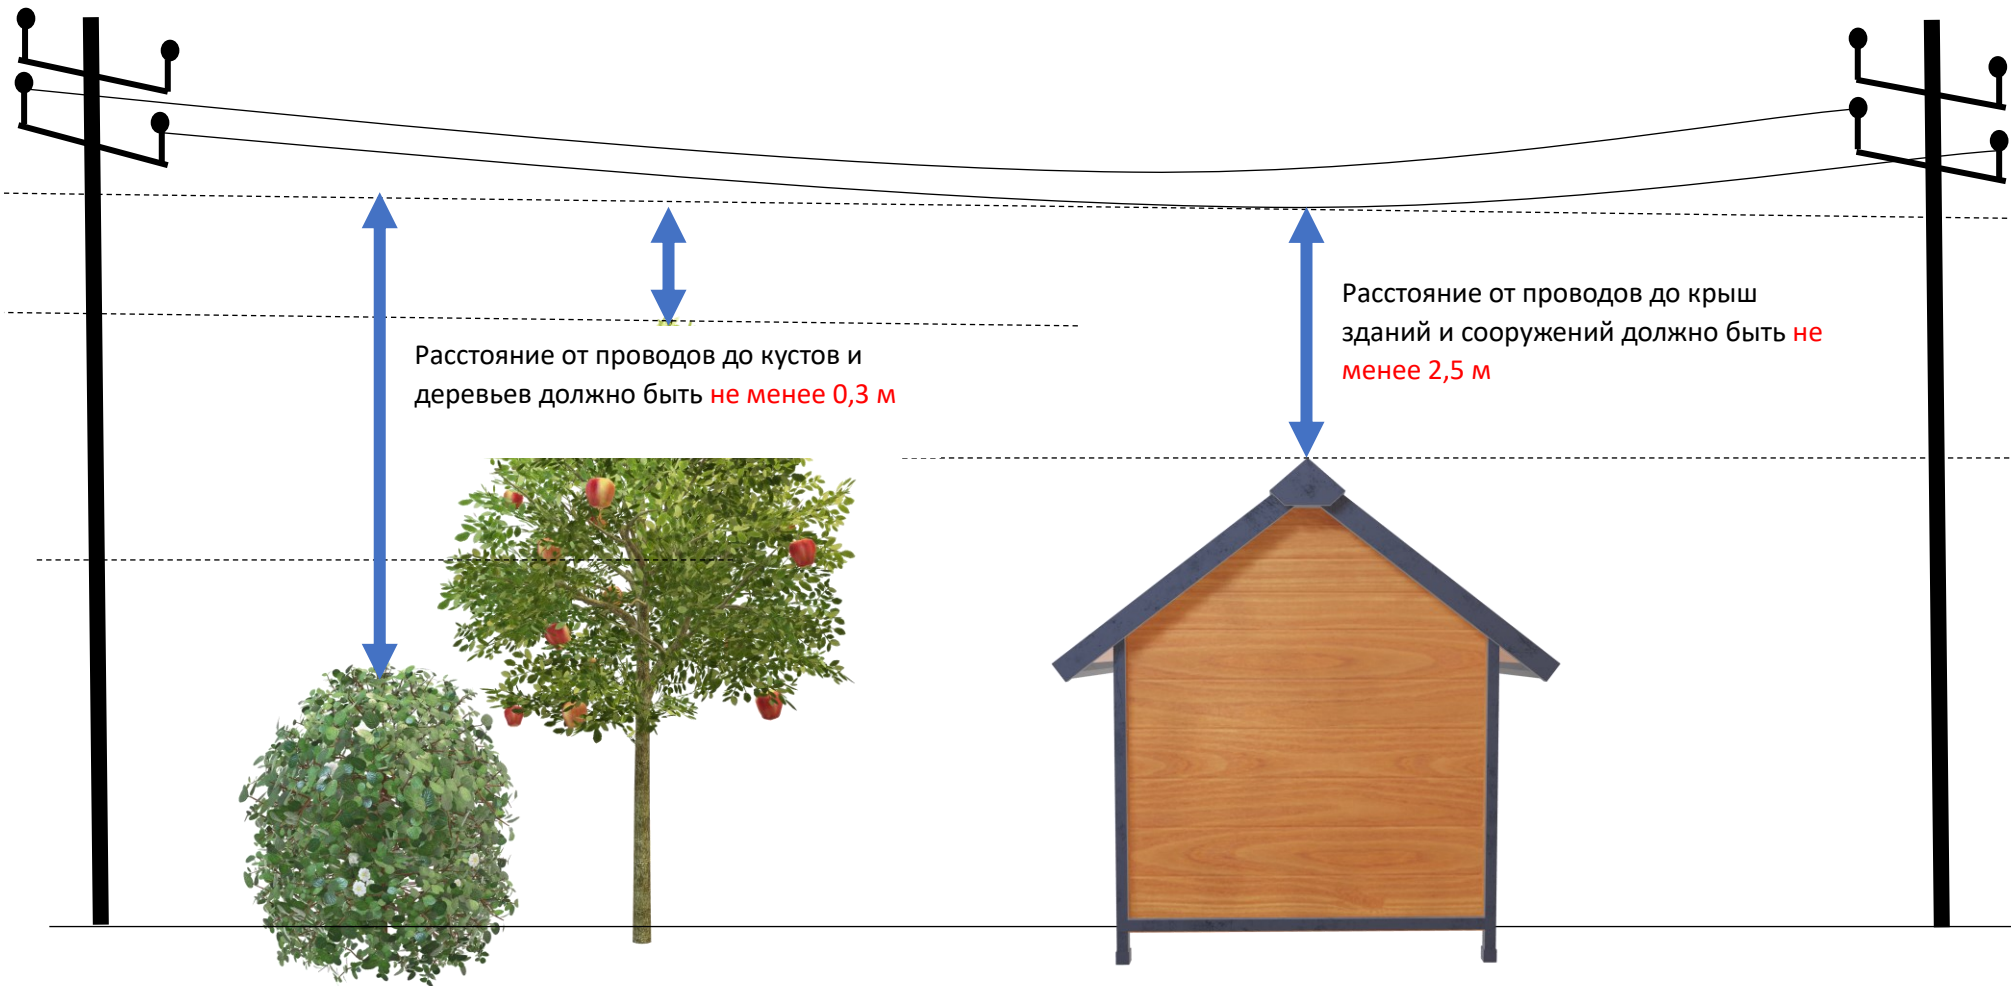 Расстояние от проводов до кустов и
деревьев должно быть не менее 0,3 м
Расстояние от проводов до крыш
зданий и сооружений должно быть не
менее 2,5 м